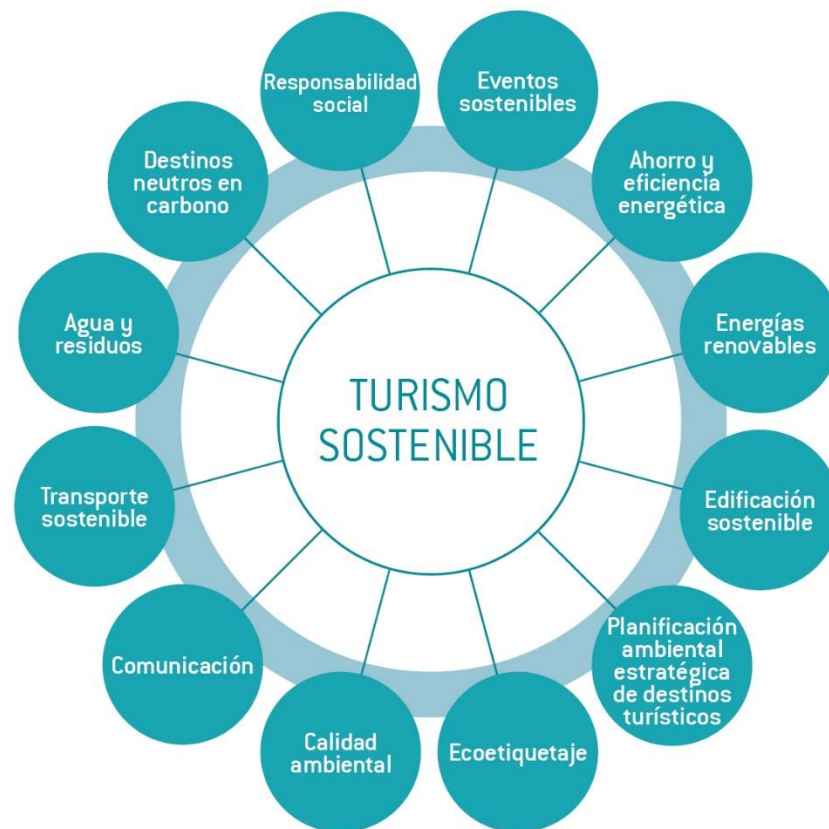 TURISMO
SOSTENIBLE
Responsabilidad
social
Eventos
sostenibles
Ahorro y
eficiencia
energética
Energías
renovables
Edificación
sostenible
Planificación
ambiental
estratégica
de destinos
turísticos
Ecoetiquetaje
Calidad
ambiental
Comunicación
Transporte
sostenible
Agua y
residuos
Destinos
neutros en
carbono